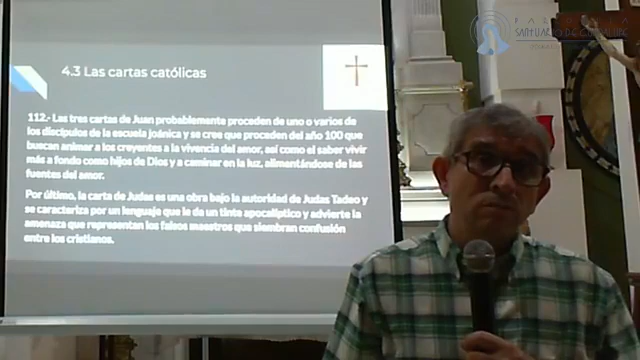 PARROQUIA
SANTUARIO DE GUADALUPE
4.3 Las cartas católicas
112.- Las tres cartas de Juan probablemente proceden de uno o varios de
los discípulos de la escuela joánica y se cree que proceden del año 100 que
buscan animar a los creyentes a la vivencia del amor, así como el saber vivir
más a fondo como hijos de Dios y a caminar en la luz, alimentándose de las
fuentes del amor.
Por último, la carta de Judas es una obra bajo la autoridad de Judas Tadeo y
se caracteriza por un lenguaje que le da un tinte apocalíptico y advierte la
amenaza que representan los falsos maestros que siembran confusión
entre los cristianos.